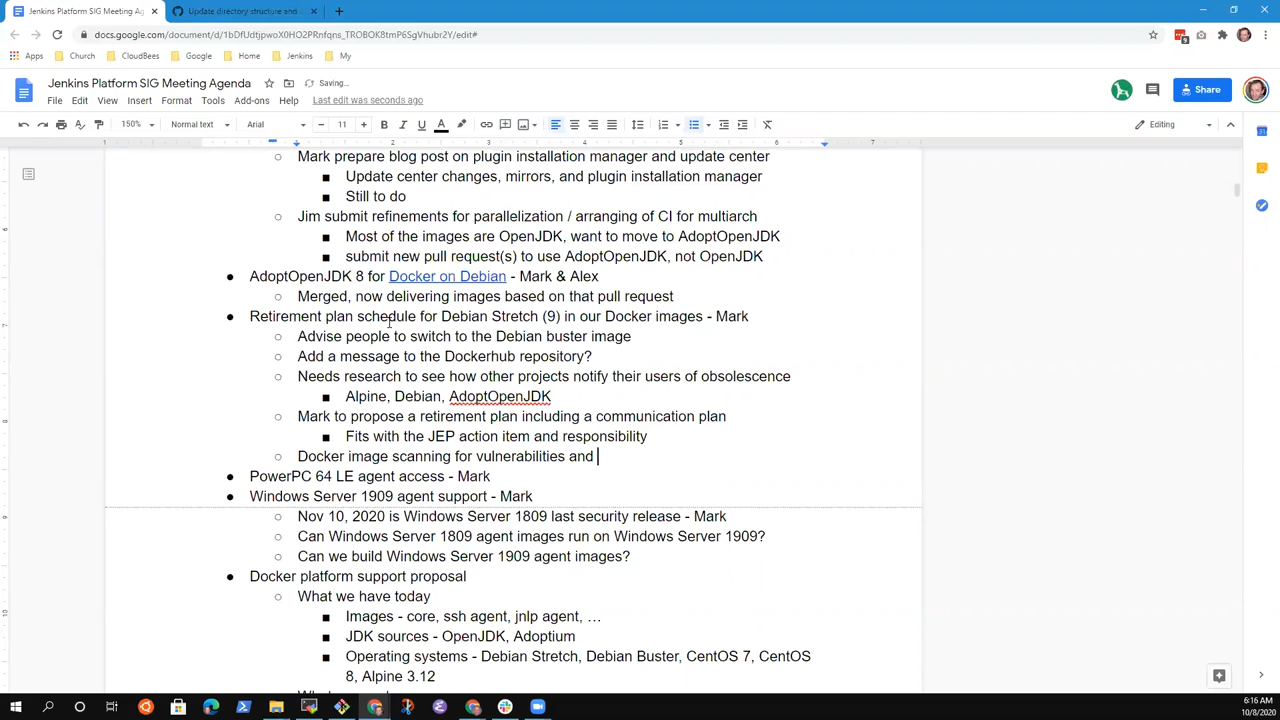 Jenkins Platform SIG Meeting Ag
Update directory structure and
docs.google.com/document/d/1bDfUdtjpwoX0HO2PRnfqns_TROBOK8tmP6SgVhubr2Y/edit#
Apps Church CloudBees Google Home Jenkins My
Jenkins Platform SIG Meeting Agenda
Saving...
File Edit View Insert Format Tools Add-ons Help Last edit was seconds ago
Share
150% Normal text Arial 11 Editing
1 2 3 4 5 6 7
Mark prepare blog post on plugin installation manager and update center
Update center changes, mirrors, and plugin installation manager
Still to do
Jim submit refinements for parallelization / arranging of CI for multiarch
Most of the images are OpenJDK, want to move to AdoptOpenJDK
submit new pull request(s) to use AdoptOpenJDK, not OpenJDK
AdoptOpenJDK 8 for Docker on Debian - Mark & Alex
Merged, now delivering images based on that pull request
Retirement plan schedule for Debian Stretch (9) in our Docker images - Mark
Advise people to switch to the Debian buster image
Add a message to the Dockerhub repository?
Needs research to see how other projects notify their users of obsolescence
Alpine, Debian, AdoptOpenJDK
Mark to propose a retirement plan including a communication plan
Fits with the JEP action item and responsibility
Docker image scanning for vulnerabilities and
PowerPC 64 LE agent access - Mark
Windows Server 1909 agent support - Mark
Nov 10, 2020 is Windows Server 1809 last security release - Mark
Can Windows Server 1809 agent images run on Windows Server 1909?
Can we build Windows Server 1909 agent images?
Docker platform support proposal
What we have today
Images - core, ssh agent, jnlp agent, …
JDK sources - OpenJDK, Adoptium
Operating systems - Debian Stretch, Debian Buster, CentOS 7, CentOS
8, Alpine 3.12
6:16 AM
10/8/2020